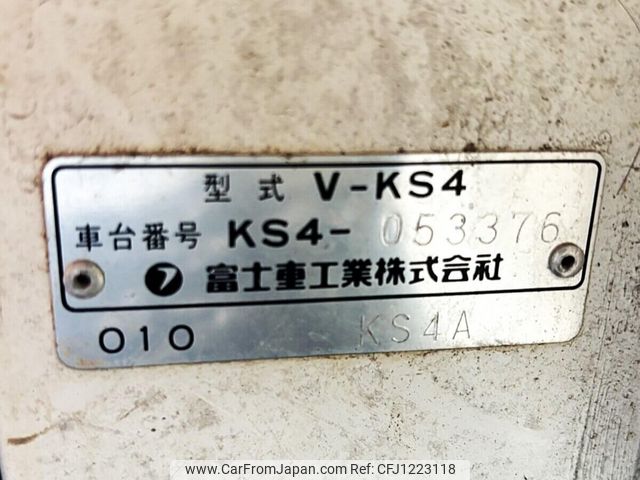 型式 V-KS4
車台番号 KS4-053376
フ 富士重工業株式会社
010 KS4A
www.CarFromJapan.com Ref:CFJ1223118